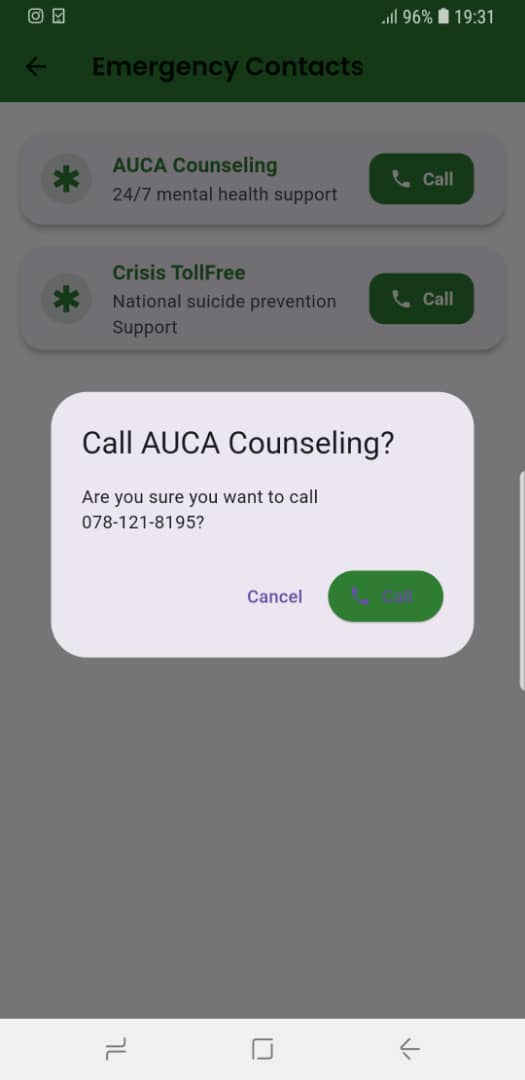 96% 19:31
Emergency Contacts
AUCA Counseling
24/7 mental health support
Call
Crisis TollFree
National suicide prevention
Support
Call
Call AUCA Counseling?
Are you sure you want to call
078-121-8195?
Cancel
Call